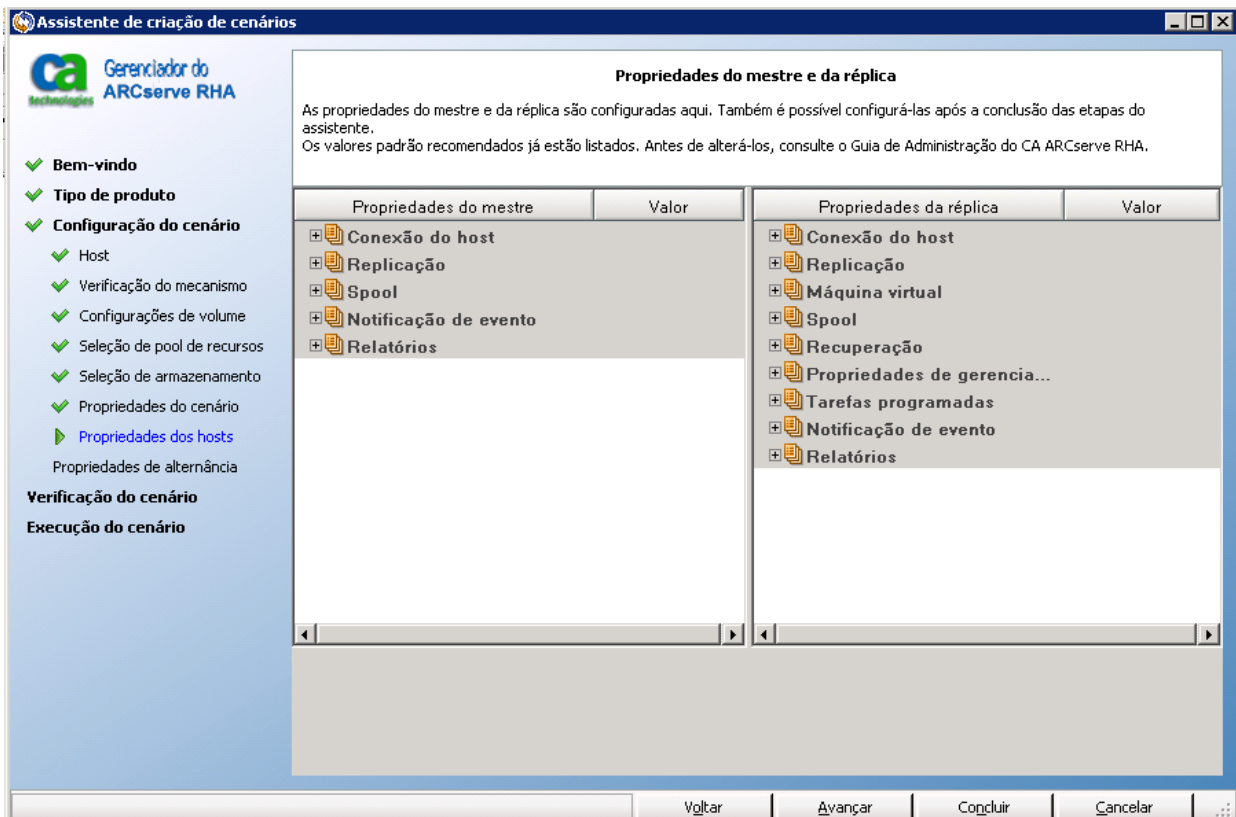 Assistente de criação de cenários
ca
technologies
Gerenciador do
ARCserve RHA
Bem-vindo
Tipo de produto
Configuração do cenário
Host
Verificação do mecanismo
Configurações de volume
Seleção de pool de recursos
Seleção de armazenamento
Propriedades do cenário
Propriedades dos hosts
Propriedades de alternância
Verificação do cenário
Execução do cenário
Propriedades do mestre e da réplica
As propriedades do mestre e da réplica são configuradas aqui. Também é possível configurá-las após a conclusão das etapas do
assistente.
Os valores padrão recomendados já estão listados. Antes de alterá-los, consulte o Guia de Administração do CA ARCserve RHA.
Propriedades do mestre Valor
Conexão do host
Replicação
Spool
Notificação de evento
Relatórios
Propriedades da réplica Valor
Conexão do host
Replicação
Máquina virtual
Spool
Recuperação
Propriedades de gerencia...
Tarefas programadas
Notificação de evento
Relatórios
Voltar Avançar Concluir Cancelar